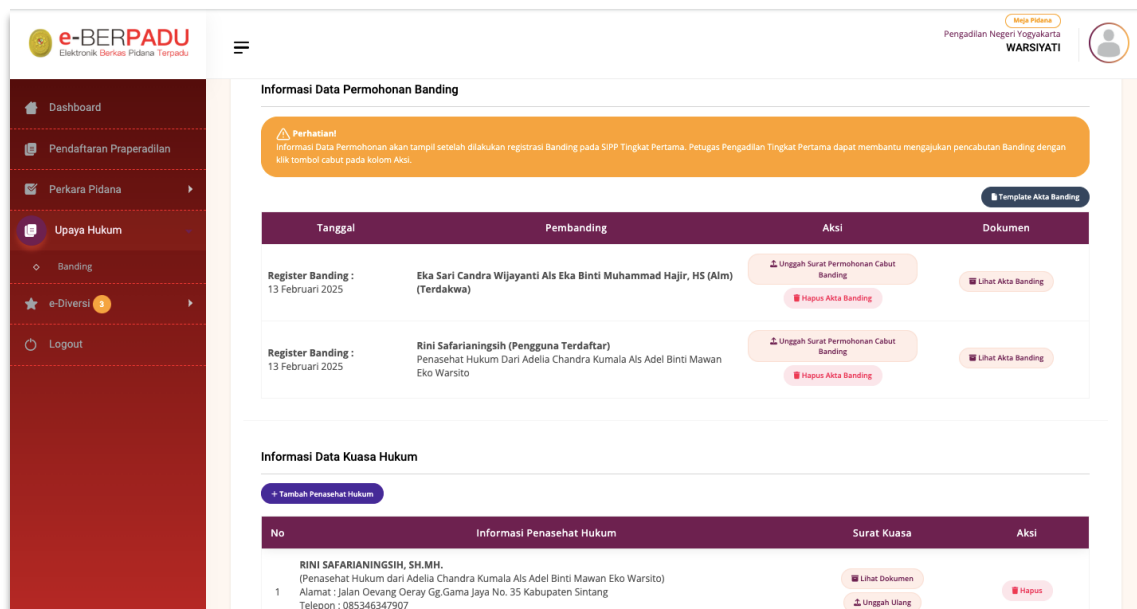 e-BERPADU
Elektronik Berkas Pidana Terpadu
Meja Pidana
Pengadilan Negeri Yogyakarta
WARSIYATI
Dashboard
Pendaftaran Praperadilan
Perkara Pidana
Upaya Hukum
Banding
e-Diversi 3
Logout
Informasi Data Permohonan Banding
Perhatian!
Informasi Data Permohonan akan tampil setelah dilakukan registrasi Banding pada SIPP Tingkat Pertama. Petugas Pengadilan Tingkat Pertama dapat membantu mengajukan pencabutan Banding dengan
klik tombol cabut pada kolom Aksi.
Template Akta Banding
Tanggal Pembanding Aksi Dokumen
Register Banding :
13 Februari 2025
Eka Sari Candra Wijayanti Als Eka Binti Muhammad Hajir, HS (Alm)
(Terdakwa)
Unggah Surat Permohonan Cabut
Banding
Hapus Akta Banding
Lihat Akta Banding
Register Banding :
13 Februari 2025
Rini Safarianingsih (Pengguna Terdaftar)
Penasehat Hukum Dari Adelia Chandra Kumala Als Adel Binti Mawan
Eko Warsito
Unggah Surat Permohonan Cabut
Banding
Hapus Akta Banding
Lihat Akta Banding
Informasi Data Kuasa Hukum
+ Tambah Penasehat Hukum
No Informasi Penasehat Hukum Surat Kuasa Aksi
1
RINI SAFARIANINGSIH, SH.MH.
(Penasehat Hukum dari Adelia Chandra Kumala Als Adel Binti Mawan Eko Warsito)
Alamat : Jalan Oevang Oeray Gg.Gama Jaya No. 35 Kabupaten Sintang
Telepon : 085346347907
Lihat Dokumen
Unggah Ulang
Hapus